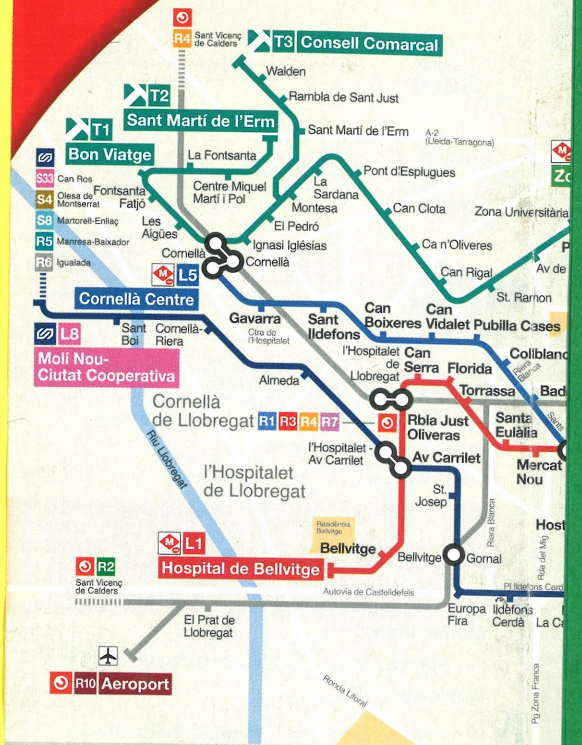 R4
Sant Vicenç
de Calders
T3 Consell Comarcal
Walden
Rambla de Sant Just
T2
Sant Martí de l'Erm
Sant Martí de l'Erm
A-2
(Lleida-Tarragona)
T1
Bon Viatge
La Fontsanta
Centre Miquel
Martí i Pol
La
Sardana
Pont d'Esplugues
S33 Can Ros
S4 Olesa de
Montserrat
S8 Martorell-Enllaç
R5 Manresa-Baixador
R6 Igualada
Fontsanta
Fatjó
Montesa
Can Clota
Zona Universitària
Les
Aigües
El Pedró
Ca n'Oliveres
Cornellà
Ignasi Iglésias
Cornellà
Can Rigal
Av de
St. Ramon
M L5
Cornellà Centre
L8
Molí Nou-
Ciutat Cooperativa
Sant
Boi
Cornellà-
Riera
Gavarra
Ctra de
l'Hospitalet
Sant
Ildefons
Can
Boixeres
Can
Vidalet
Pubilla Cases
Collblanc
Riera
Blanca
l'Hospitalet
de
Llobregat
Can
Serra
Florida
Torrassa
Bad
Sants
Almeda
Cornellà
de Llobregat
R1 R3 R4 R7
Rbla Just
Oliveras
Santa
Eulàlia
Mercat
Nou
l'Hospitalet -
Av Carrilet
Av Carrilet
l'Hospitalet
de Llobregat
Riu Llobregat
St.
Josep
Riera Blanca
Residència
Bellvitge
Host
Rda del Mig
M L1
Hospital de Bellvitge
Bellvitge
Bellvitge
Gornal
R2
Sant Vicenç
de Calders
Autovia de Castelldefels
Pl Ildefons Cerd
Europa
Fira
Ildefons
Cerdà
La Ca
El Prat de
Llobregat
R10 Aeroport
Ronda Litoral
Pg Zona Franca